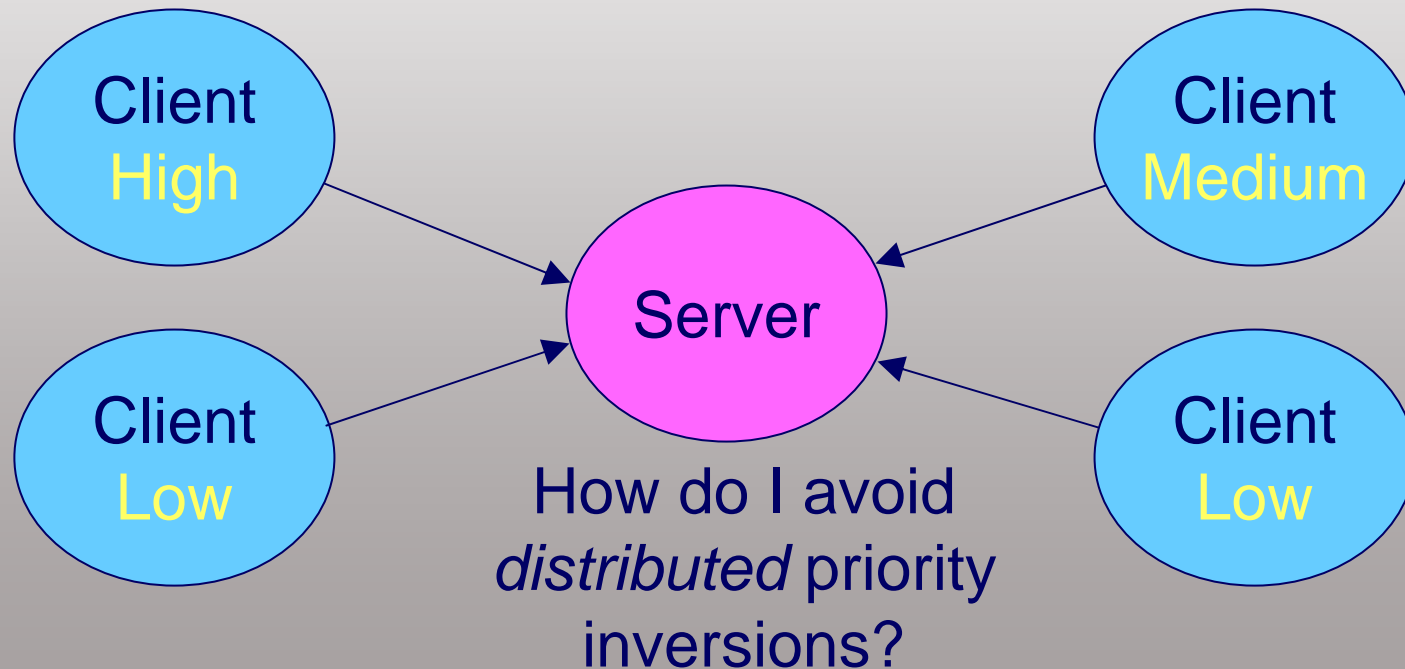 Client
High
Client
Medium
Server
Client
Low
Client
Low
How do I avoid
distributed priority
inversions?